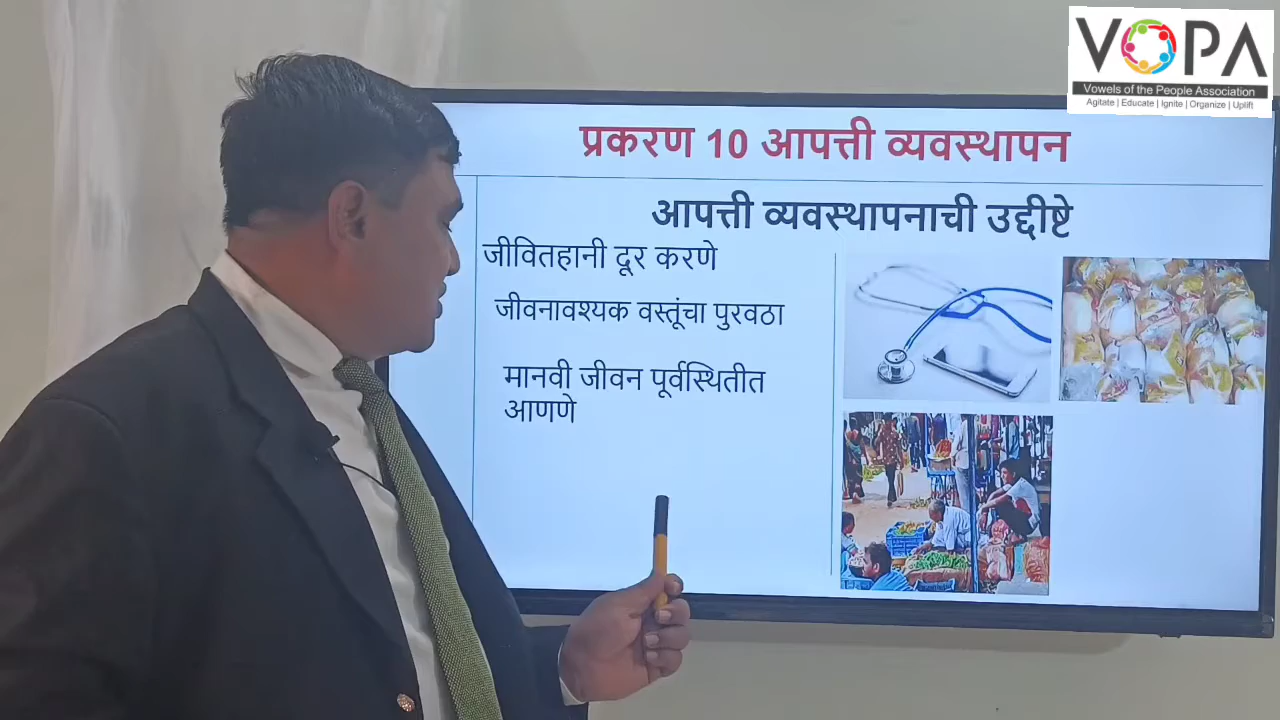 VOPA
Vowels of the People Association
Agitate | Educate | Ignite | Organize | Uplift
प्रकरण 10 आपत्ती व्यवस्थापन
आपत्ती व्यवस्थापनाची उद्दीष्टे
जीवितहानी दूर करणे
जीवनावश्यक वस्तूंचा पुरवठा
मानवी जीवन पूर्वस्थितीत
आणणे